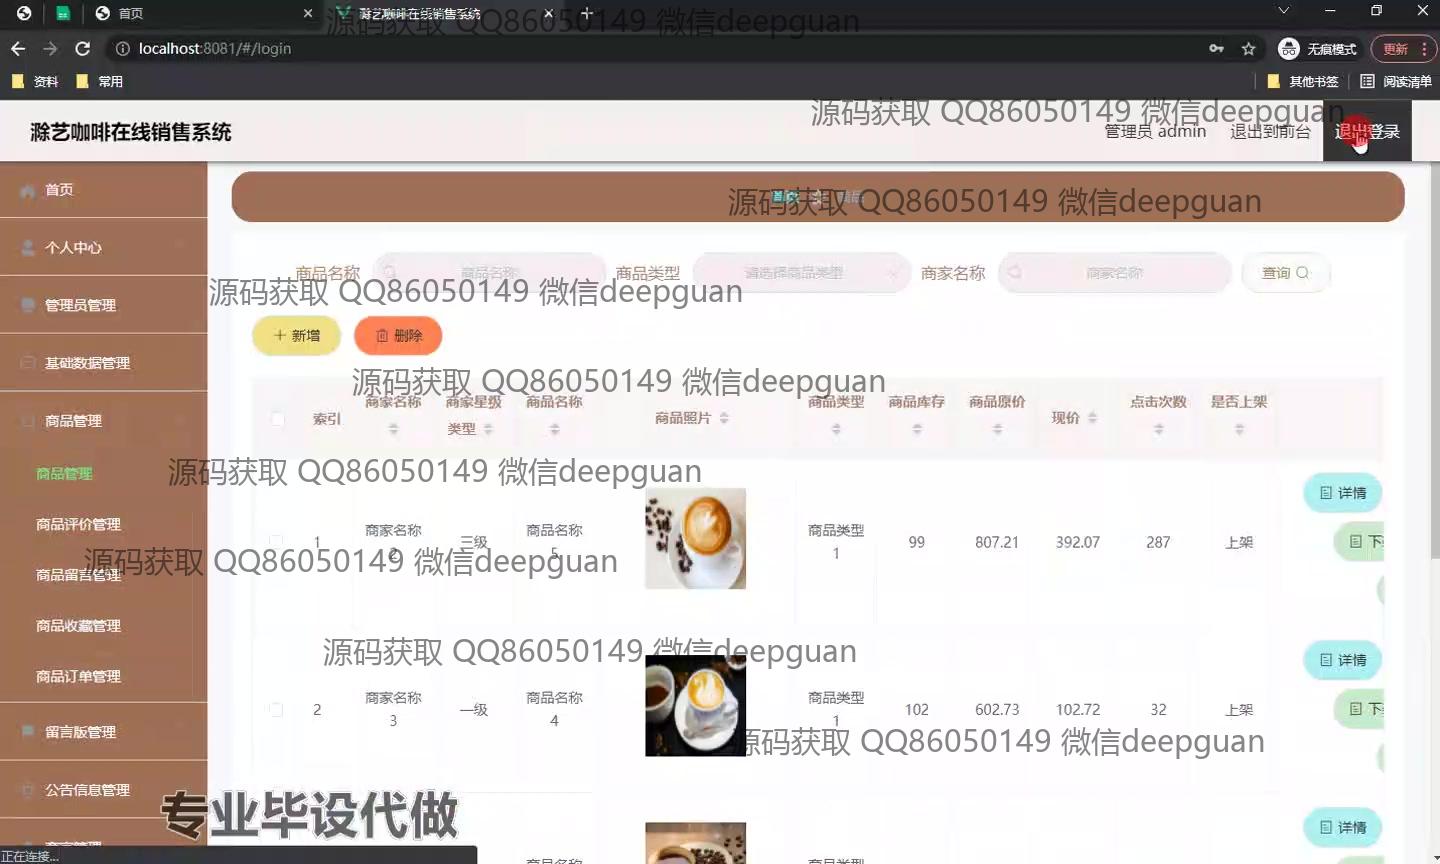 首页
滁艺咖啡在线销售系统
源码获取 QQ86050149 微信deepguan
localhost:8081/#/login
无痕模式
更新
资料
常用
其他书签
阅读清单
源码获取 QQ86050149 微信deepguan
滁艺咖啡在线销售系统
管理员 admin
退出到前台
退出登录
首页
源码获取 QQ86050149 微信deepguan
首页
个人中心
管理员管理
基础数据管理
商品管理
商品管理
商品评价管理
商品留言管理
商品收藏管理
商品订单管理
留言版管理
公告信息管理
商品名称
商品名称
商品类型
请选择商品类型
商家名称
商家名称
查询
源码获取 QQ86050149 微信deepguan
新增
删除
源码获取 QQ86050149 微信deepguan
索引
商家名称
商家星级类型
商品名称
商品照片
商品类型
商品库存
商品原价
现价
点击次数
是否上架
源码获取 QQ86050149 微信deepguan
1
商家名称2
三级
商品名称5
商品类型1
99
807.21
392.07
287
上架
详情
源码获取 QQ86050149 微信deepguan
源码获取 QQ86050149 微信deepguan
2
商家名称3
一级
商品名称4
商品类型1
102
602.73
102.72
32
上架
详情
源码获取 QQ86050149 微信deepguan
专业毕设代做
详情
正在连接...